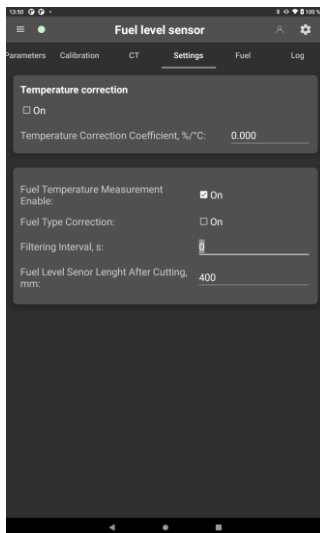 13:50
100 %
Fuel level sensor
Parameters Calibration CT Settings Fuel Log
Temperature correction
On
Temperature Correction Coefficient, %/°C: 0.000
Fuel Temperature Measurement
Enable: On
Fuel Type Correction: On
Filtering Interval, s: 0
Fuel Level Senor Lenght After Cutting,
mm: 400